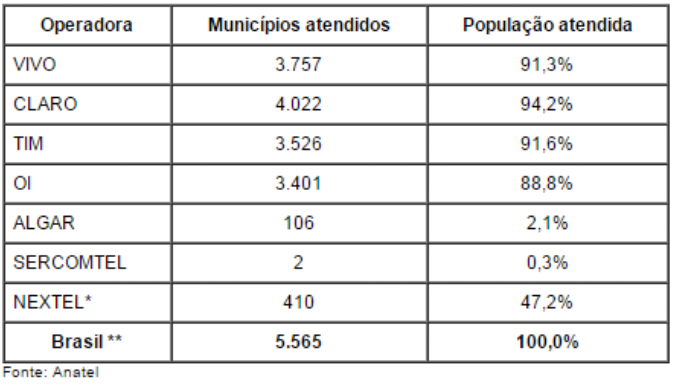 Operadora Municípios atendidos População atendida
VIVO 3.757 91,3%
CLARO 4.022 94,2%
TIM 3.526 91,6%
OI 3.401 88,8%
ALGAR 106 2,1%
SERCOMTEL 2 0,3%
NEXTEL* 410 47,2%
Brasil ** 5.565 100,0%
Fonte: Anatel